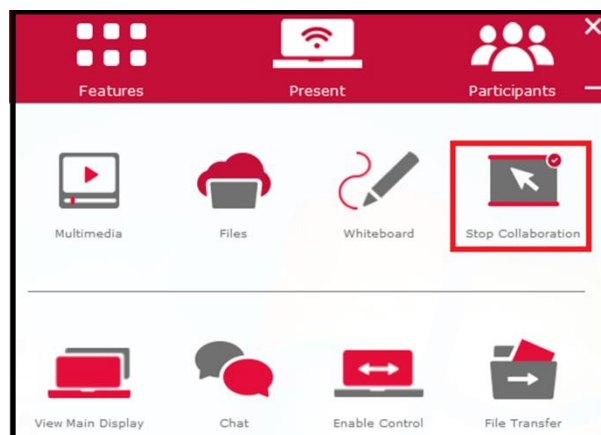 Features
Present
Participants
Multimedia
Files
Whiteboard
Stop Collaboration
View Main Display
Chat
Enable Control
File Transfer